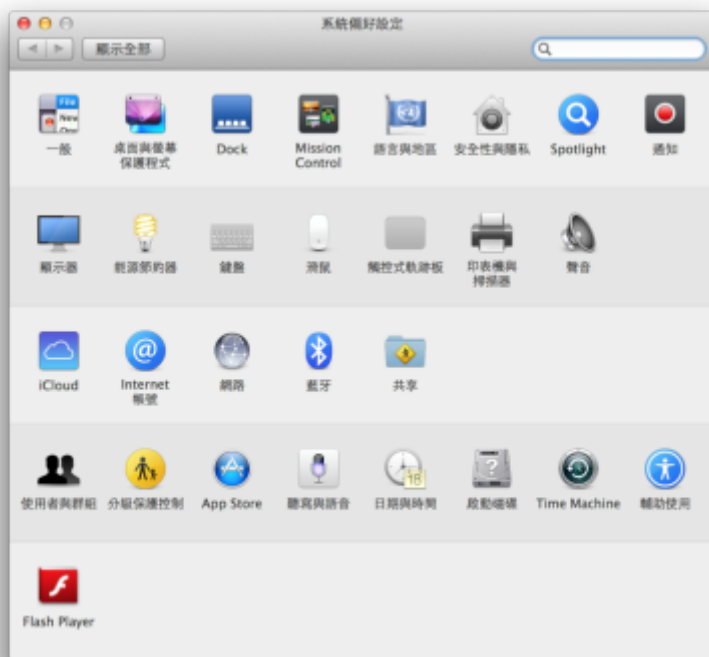 系統偏好設定
顯示全部
一般
桌面與螢幕
保護程式
Dock
Mission
Control
語言與地區
安全性與隱私
Spotlight
通知
顯示器
能源節約器
鍵盤
滑鼠
觸控式軌跡板
印表機與
掃描器
聲音
iCloud
Internet
帳號
網路
藍牙
共享
使用者與群組
分級保護控制
App Store
聽寫與語音
日期與時間
啟動磁碟
Time Machine
輔助使用
Flash Player
File
New
18